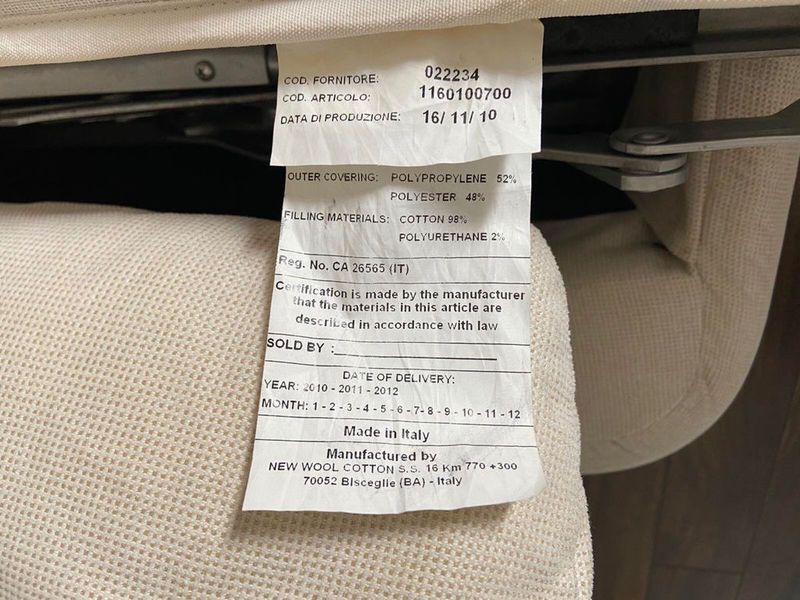 COD. FORNITORE: 022234
COD. ARTICOLO: 1160100700
DATA DI PRODUZIONE: 16/ 11/ 10
OUTER COVERING: POLYPROPYLENE 52%
POLYESTER 48%
FILLING MATERIALS: COTTON 98%
POLYURETHANE 2%
Reg. No. CA 26565 (IT)
Certification is made by the manufacturer
that the materials in this article are
described in accordance with law
SOLD BY :
DATE OF DELIVERY:
YEAR: 2010 - 2011 - 2012
MONTH: 1 - 2 - 3 - 4 - 5 - 6 - 7- 8 - 9 - 10 - 11 - 12
Made in Italy
Manufactured by
NEW WOOL COTTON S.S. 16 Km 770 +300
70052 Bisceglie (BA) - Italy